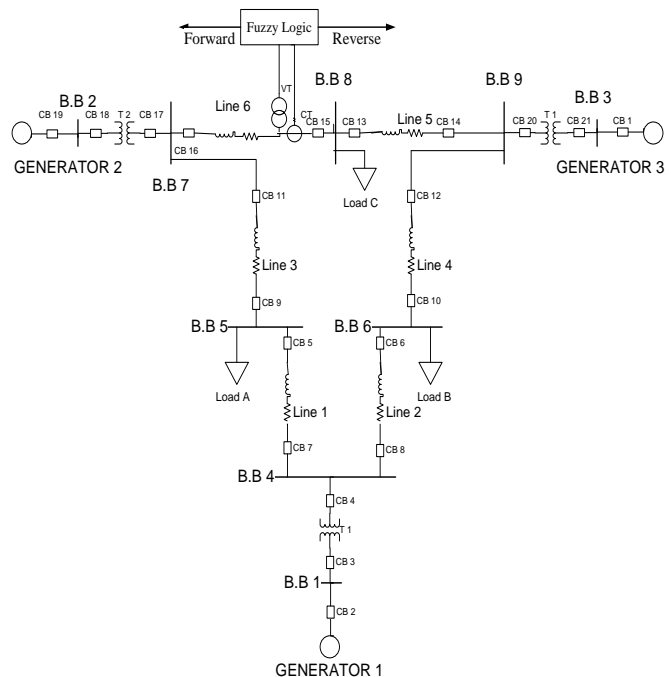 Fuzzy Logic
Forward
Reverse
VT
CT
B.B 8
B.B 9
B.B 2
Line 6
Line 5
B.B 3
CB 19
CB 18
T 2
CB 17
CB 15
CB 13
CB 14
CB 20
T 1
CB 21
CB 1
GENERATOR 2
CB 16
GENERATOR 3
B.B 7
Load C
CB 11
CB 12
Line 3
Line 4
CB 9
CB 10
B.B 5
B.B 6
CB 5
CB 6
Load A
Load B
Line 1
Line 2
CB 7
CB 8
B.B 4
CB 4
T 1
CB 3
B.B 1
CB 2
GENERATOR 1